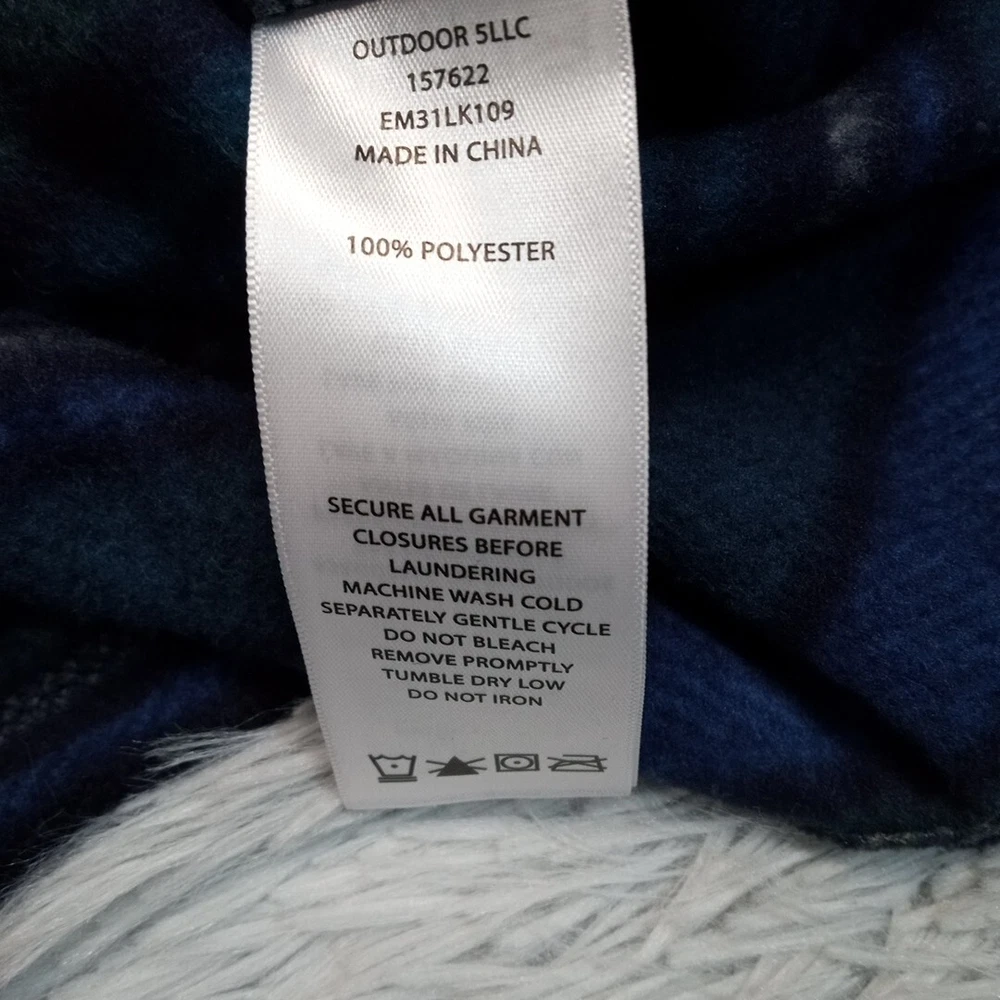 OUTDOOR 5LLC
157622
EM31LK109
MADE IN CHINA
100% POLYESTER
SECURE ALL GARMENT
CLOSURES BEFORE
LAUNDERING
MACHINE WASH COLD
SEPARATELY GENTLE CYCLE
DO NOT BLEACH
REMOVE PROMPTLY
TUMBLE DRY LOW
DO NOT IRON